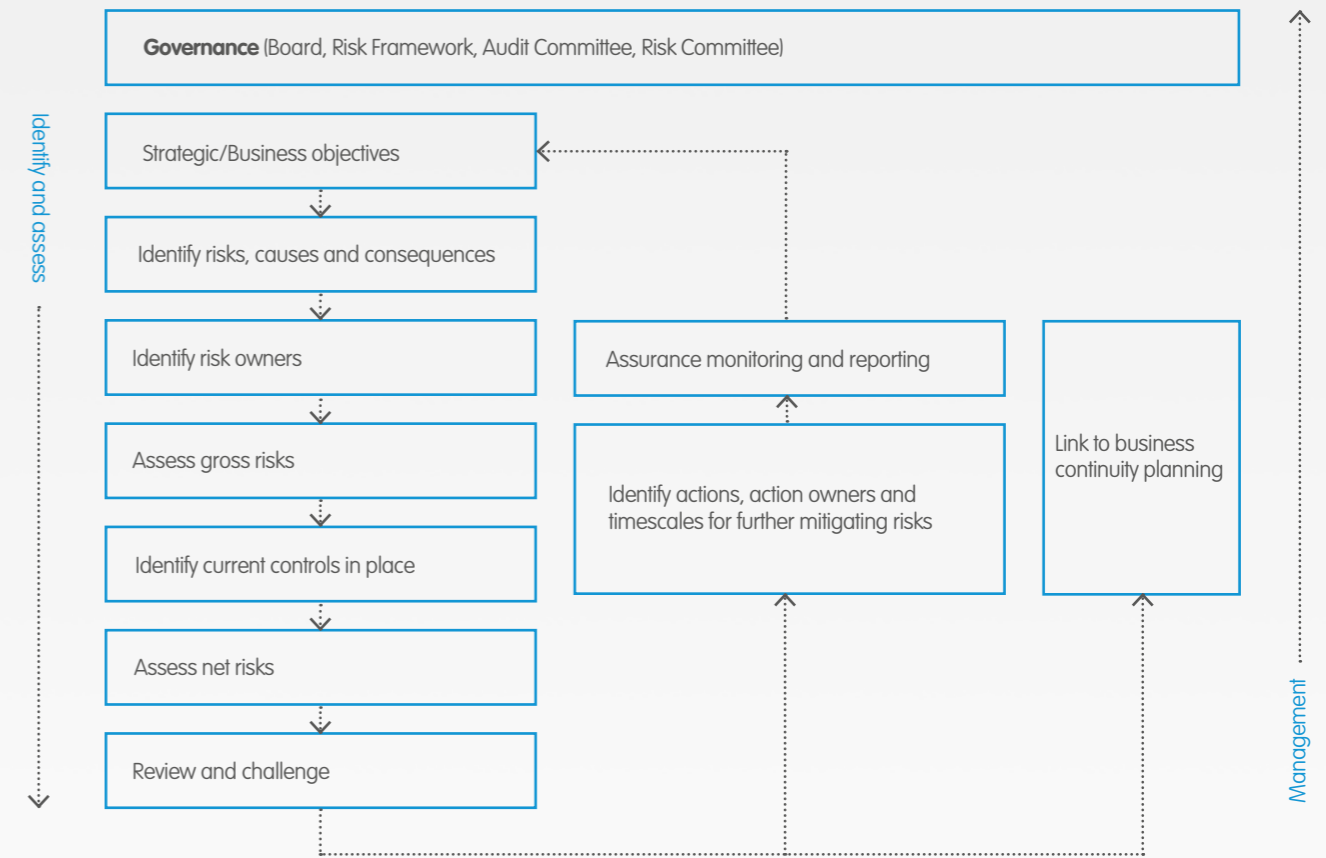 Governance (Board, Risk Framework, Audit Committee, Risk Committee)
Identify and assess
Strategic/Business objectives
Identify risks, causes and consequences
Identify risk owners
Assess gross risks
Identify current controls in place
Assess net risks
Review and challenge
Assurance monitoring and reporting
Identify actions, action owners and
timescales for further mitigating risks
Link to business
continuity planning
Management